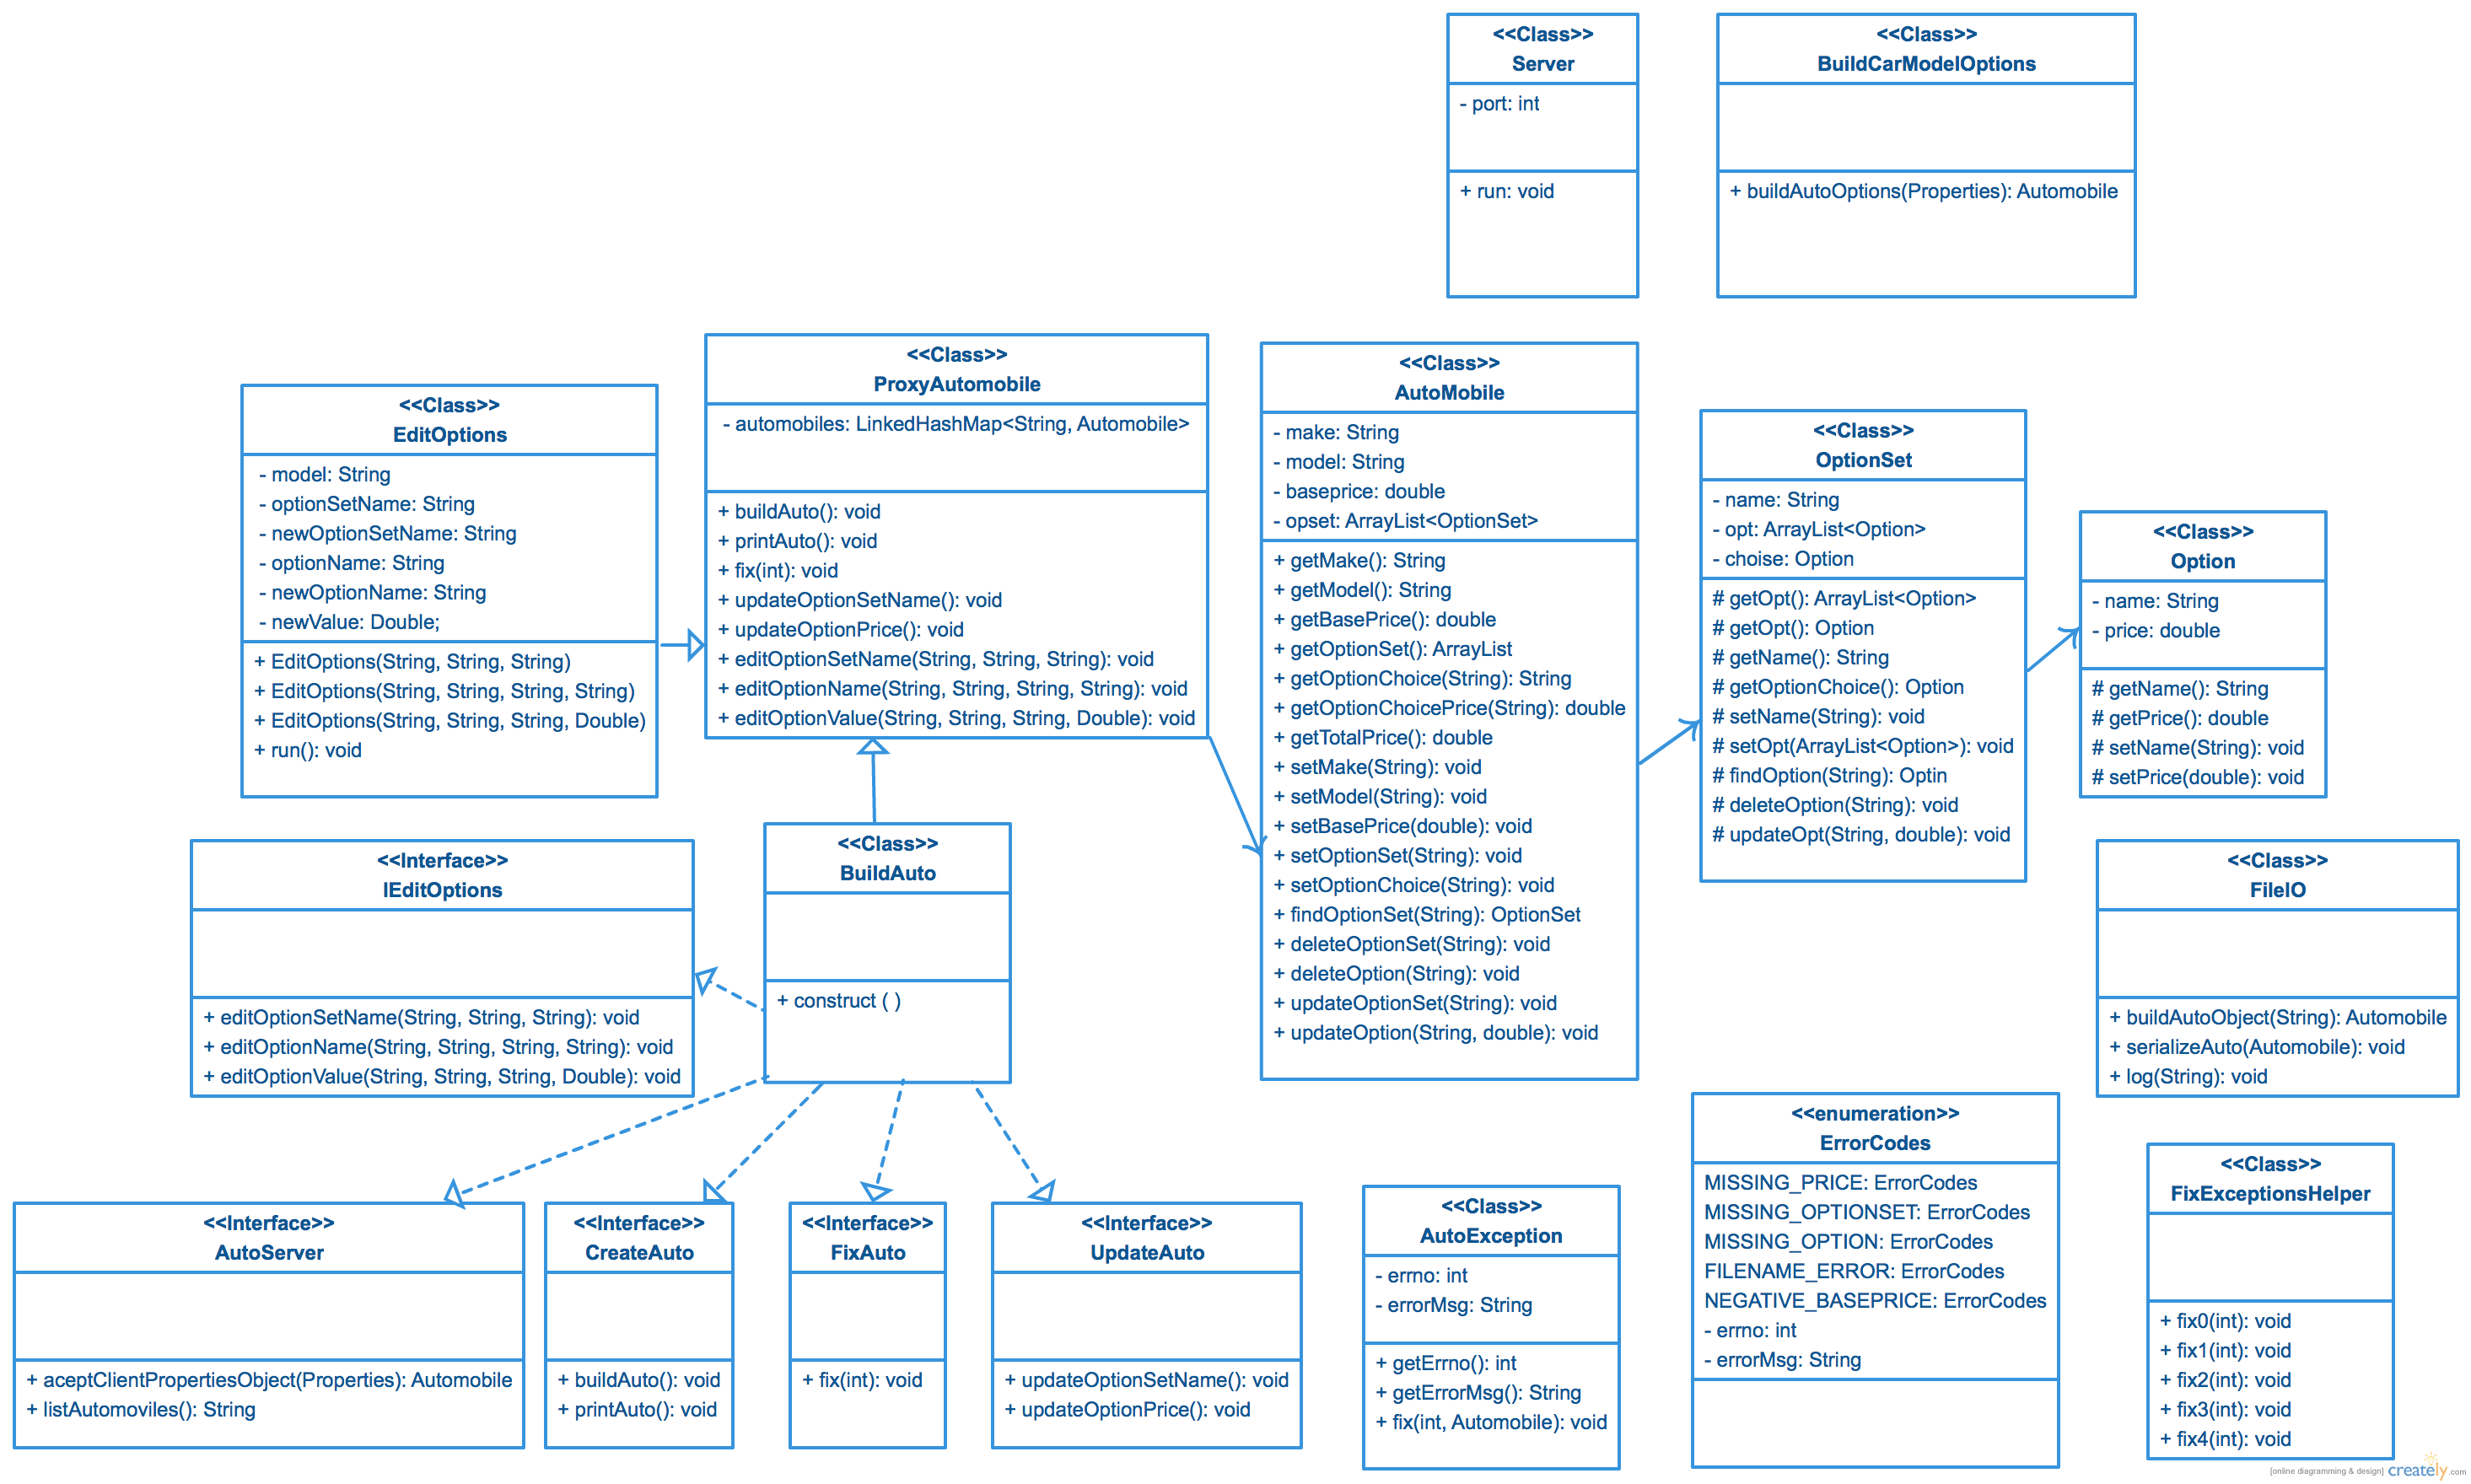 <<Class>>
Server
- port: int
+ run: void
<<Class>>
BuildCarModelOptions
+ buildAutoOptions(Properties): Automobile
<<Class>>
EditOptions
- model: String
- optionSetName: String
- newOptionSetName: String
- optionName: String
- newOptionName: String
- newValue: Double;
+ EditOptions(String, String, String)
+ EditOptions(String, String, String, String)
+ EditOptions(String, String, String, Double)
+ run(): void
<<Class>>
ProxyAutomobile
- automobiles: LinkedHashMap<String, Automobile>
+ buildAuto(): void
+ printAuto(): void
+ fix(int): void
+ updateOptionSetName(): void
+ updateOptionPrice(): void
+ editOptionSetName(String, String, String): void
+ editOptionName(String, String, String, String): void
+ editOptionValue(String, String, String, Double): void
<<Class>>
AutoMobile
- make: String
- model: String
- baseprice: double
- opset: ArrayList<OptionSet>
+ getMake(): String
+ getModel(): String
+ getBasePrice(): double
+ getOptionSet(): ArrayList
+ getOptionChoice(String): String
+ getOptionChoicePrice(String): double
+ getTotalPrice(): double
+ setMake(String): void
+ setModel(String): void
+ setBasePrice(double): void
+ setOptionSet(String): void
+ setOptionChoice(String): void
+ findOptionSet(String): OptionSet
+ deleteOptionSet(String): void
+ deleteOption(String): void
+ updateOptionSet(String): void
+ updateOption(String, double): void
<<Class>>
OptionSet
- name: String
- opt: ArrayList<Option>
- choise: Option
# getOpt(): ArrayList<Option>
# getOpt(): Option
# getName(): String
# getOptionChoice(): Option
# setName(String): void
# setOpt(ArrayList<Option>): void
# findOption(String): Optin
# deleteOption(String): void
# updateOpt(String, double): void
<<Class>>
Option
- name: String
- price: double
# getName(): String
# getPrice(): double
# setName(String): void
# setPrice(double): void
<<Interface>>
IEditOptions
+ editOptionSetName(String, String, String): void
+ editOptionName(String, String, String, String): void
+ editOptionValue(String, String, String, Double): void
<<Class>>
BuildAuto
+ construct ( )
<<Class>>
FileIO
+ buildAutoObject(String): Automobile
+ serializeAuto(Automobile): void
+ log(String): void
<<Interface>>
AutoServer
+ aceptClientPropertiesObject(Properties): Automobile
+ listAutomoviles(): String
<<Interface>>
CreateAuto
+ buildAuto(): void
+ printAuto(): void
<<Interface>>
FixAuto
+ fix(int): void
<<Interface>>
UpdateAuto
+ updateOptionSetName(): void
+ updateOptionPrice(): void
<<Class>>
AutoException
- errno: int
- errorMsg: String
+ getErrno(): int
+ getErrorMsg(): String
+ fix(int, Automobile): void
<<enumeration>>
ErrorCodes
MISSING_PRICE: ErrorCodes
MISSING_OPTIONSET: ErrorCodes
MISSING_OPTION: ErrorCodes
FILENAME_ERROR: ErrorCodes
NEGATIVE_BASEPRICE: ErrorCodes
- errno: int
- errorMsg: String
<<Class>>
FixExceptionsHelper
+ fix0(int): void
+ fix1(int): void
+ fix2(int): void
+ fix3(int): void
+ fix4(int): void
[online diagramming & design] creately.com